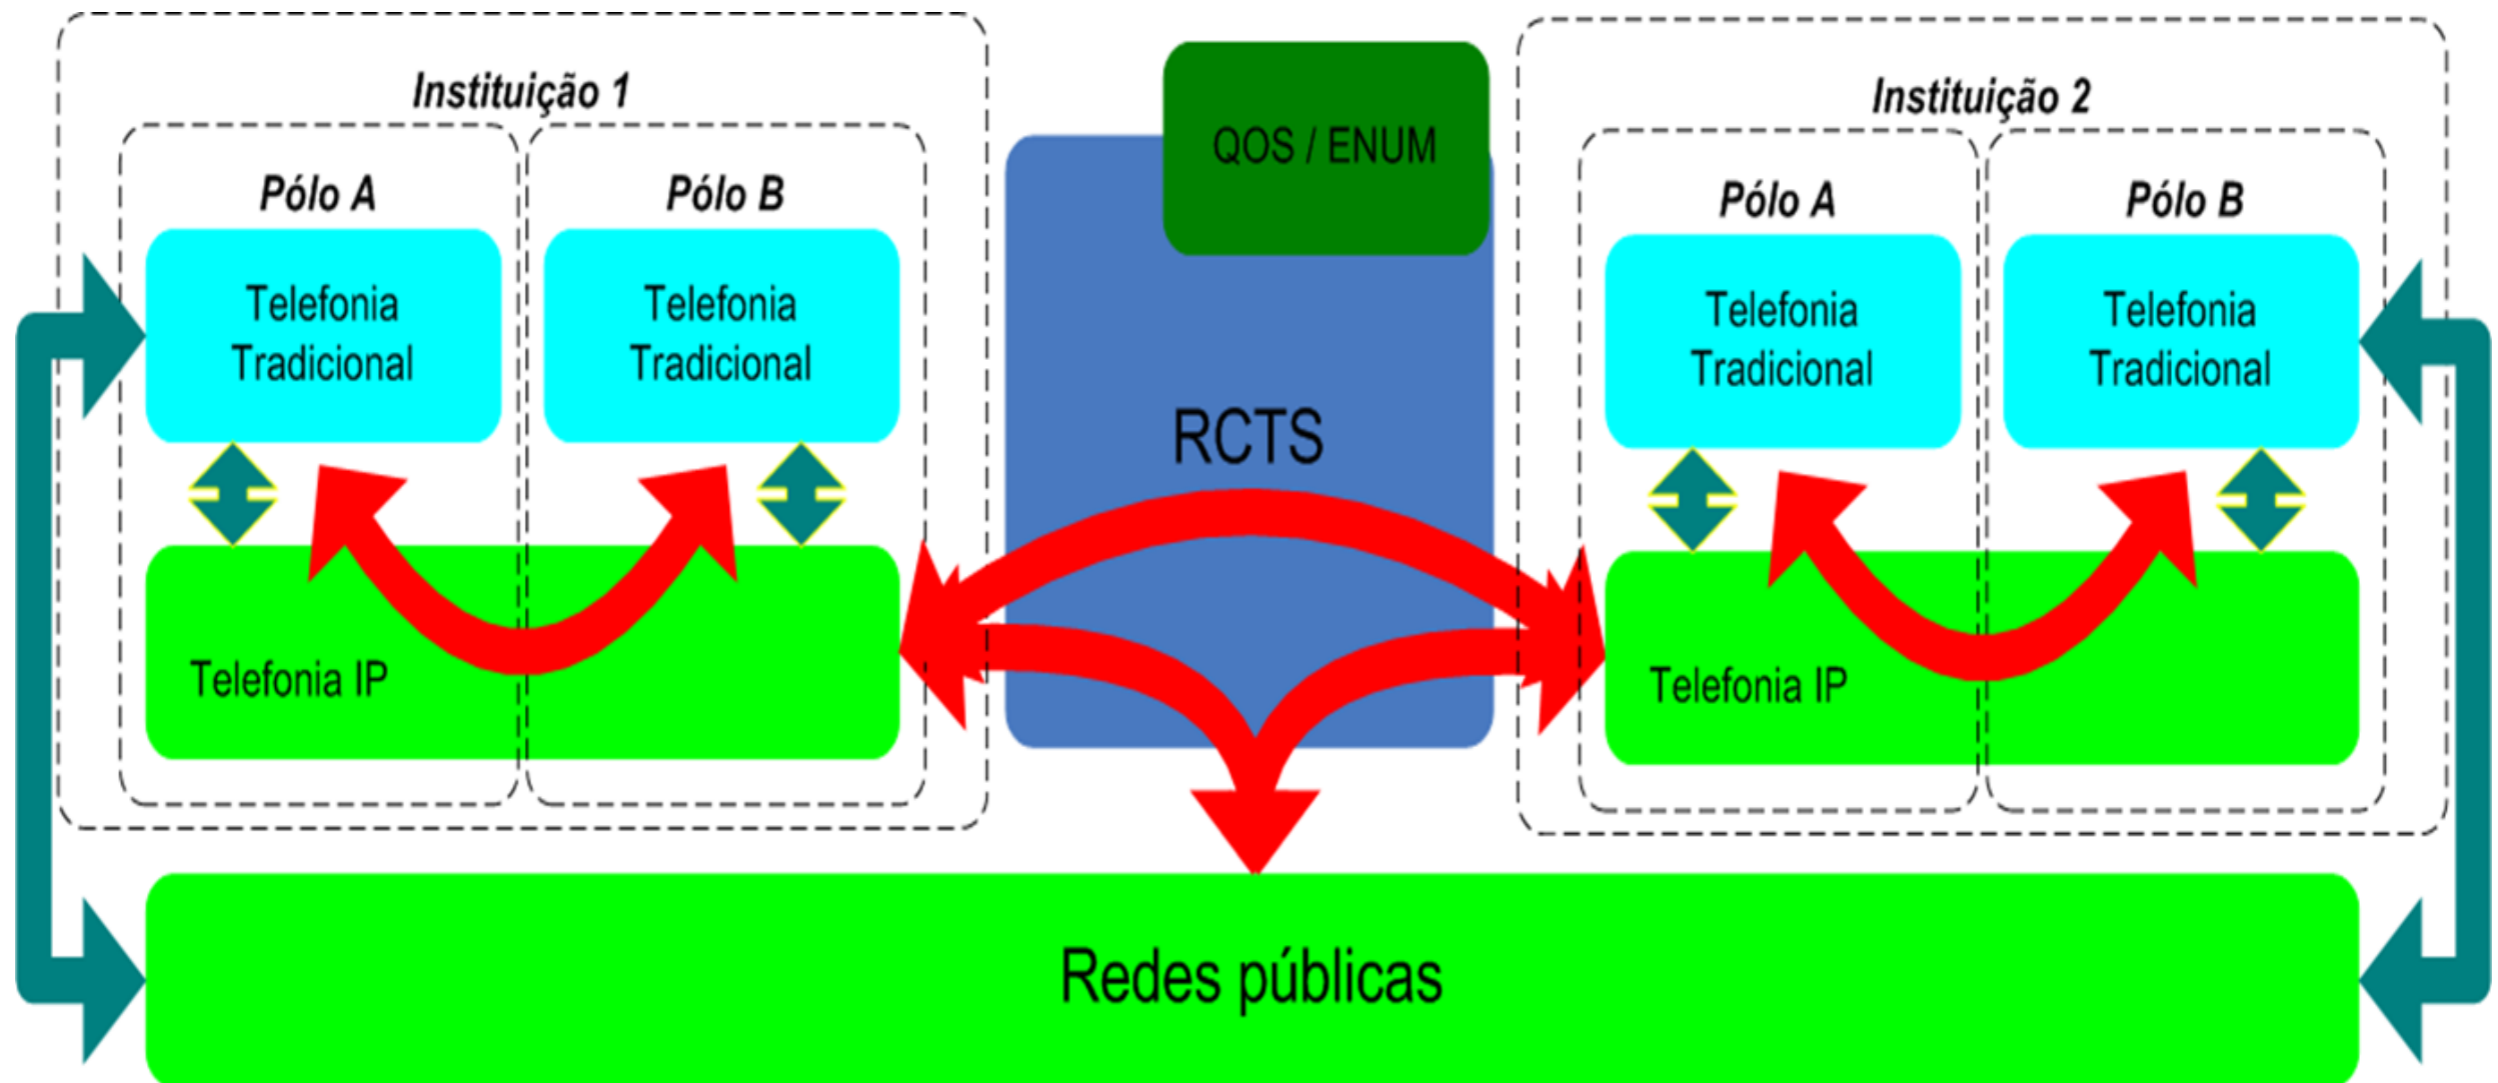 Instituição 1
Pólo A
Pólo B
Telefonia
Tradicional
Telefonia
Tradicional
Telefonia IP
QOS / ENUM
RCTS
Instituição 2
Pólo A
Pólo B
Telefonia
Tradicional
Telefonia
Tradicional
Telefonia IP
Redes públicas